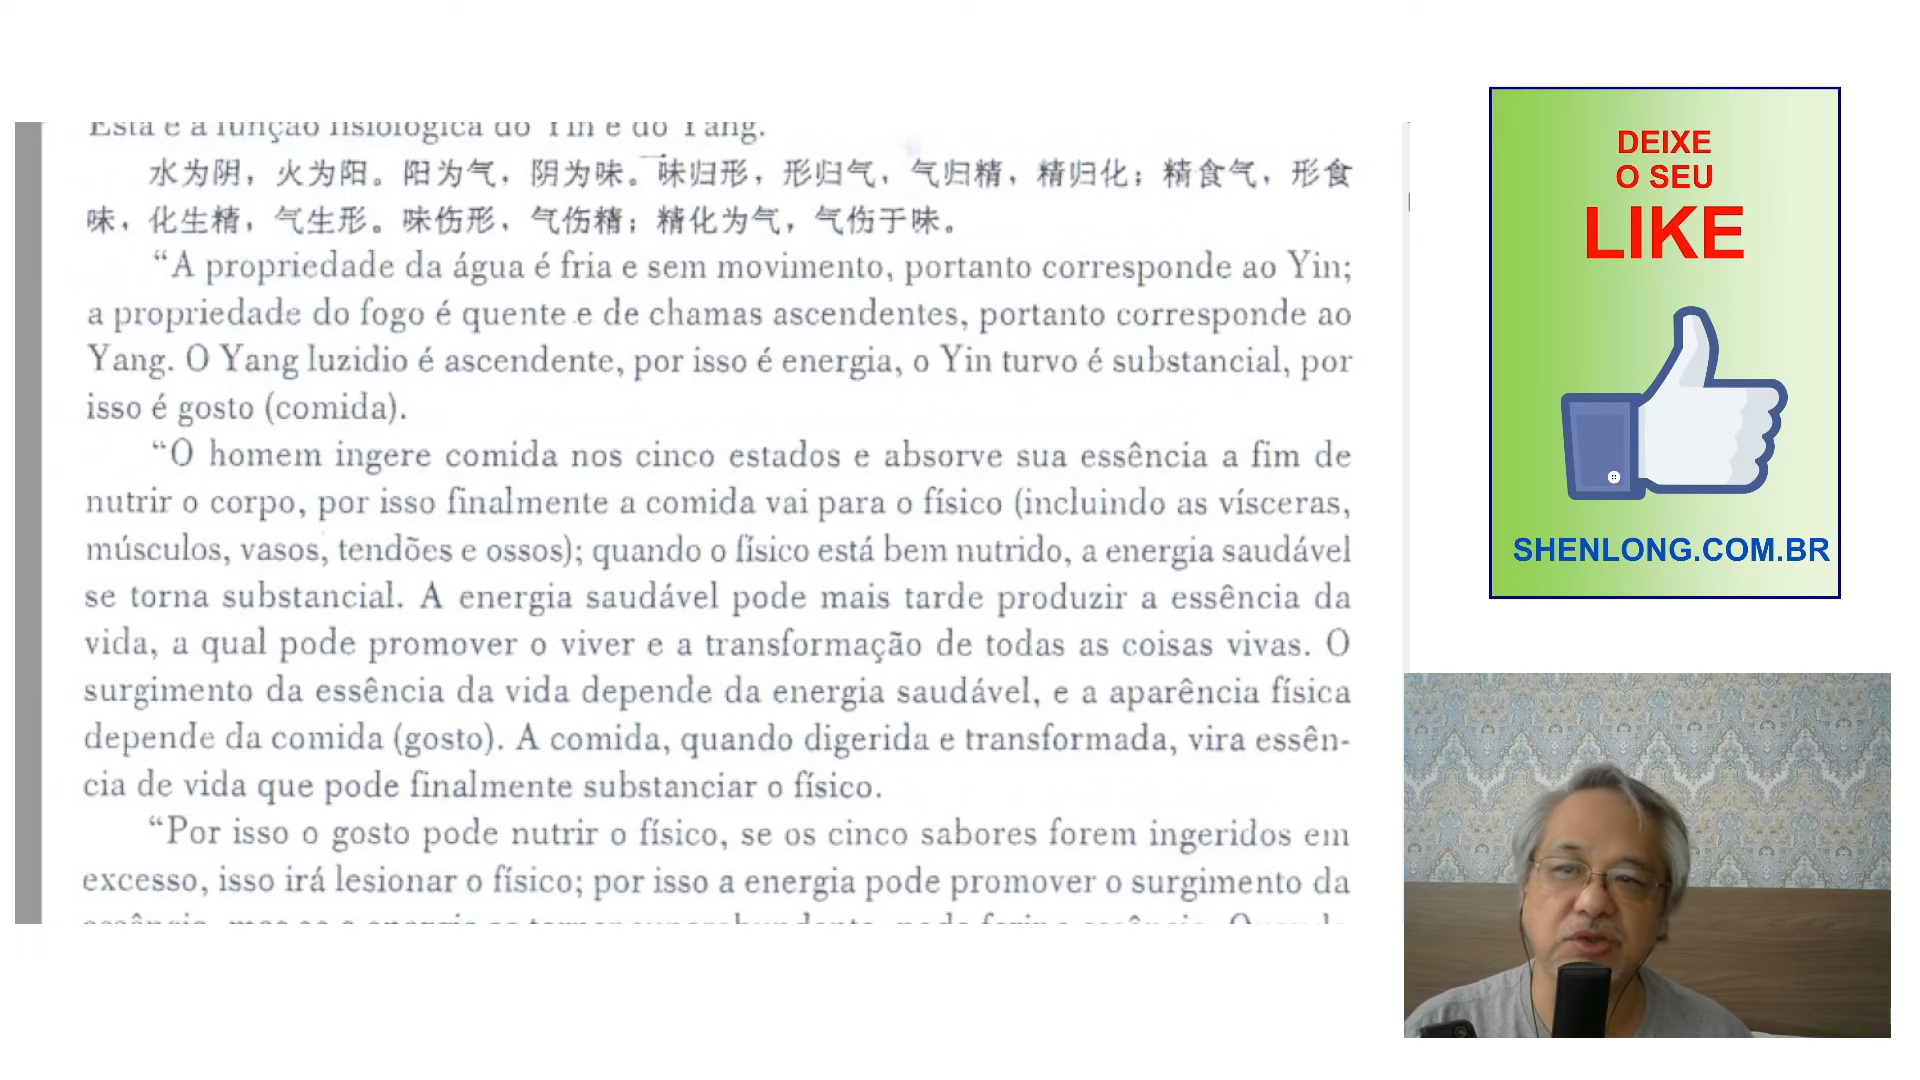 Esta é a função fisiológica do Yin e do Yang.
水为阴，火为阳。阳为气，阴为味。味归形，形归气，气归精，精归化；精食气，形食
味，化生精，气生形。味伤形，气伤精；精化为气，气伤于味。
“A propriedade da água é fria e sem movimento, portanto corresponde ao Yin;
a propriedade do fogo é quente e de chamas ascendentes, portanto corresponde ao
Yang. O Yang luzidio é ascendente, por isso é energia, o Yin turvo é substancial, por
isso é gosto (comida).
“O homem ingere comida nos cinco estados e absorve sua essência a fim de
nutrir o corpo, por isso finalmente a comida vai para o físico (incluindo as vísceras,
músculos, vasos, tendões e ossos); quando o físico está bem nutrido, a energia saudável
se torna substancial. A energia saudável pode mais tarde produzir a essência da
vida, a qual pode promover o viver e a transformação de todas as coisas vivas. O
surgimento da essência da vida depende da energia saudável, e a aparência física
depende da comida (gosto). A comida, quando digerida e transformada, vira essên-
cia de vida que pode finalmente substanciar o físico.
“Por isso o gosto pode nutrir o físico, se os cinco sabores forem ingeridos em
excesso, isso irá lesionar o físico; por isso a energia pode promover o surgimento da
DEIXE
O SEU
LIKE
SHENLONG.COM.BR